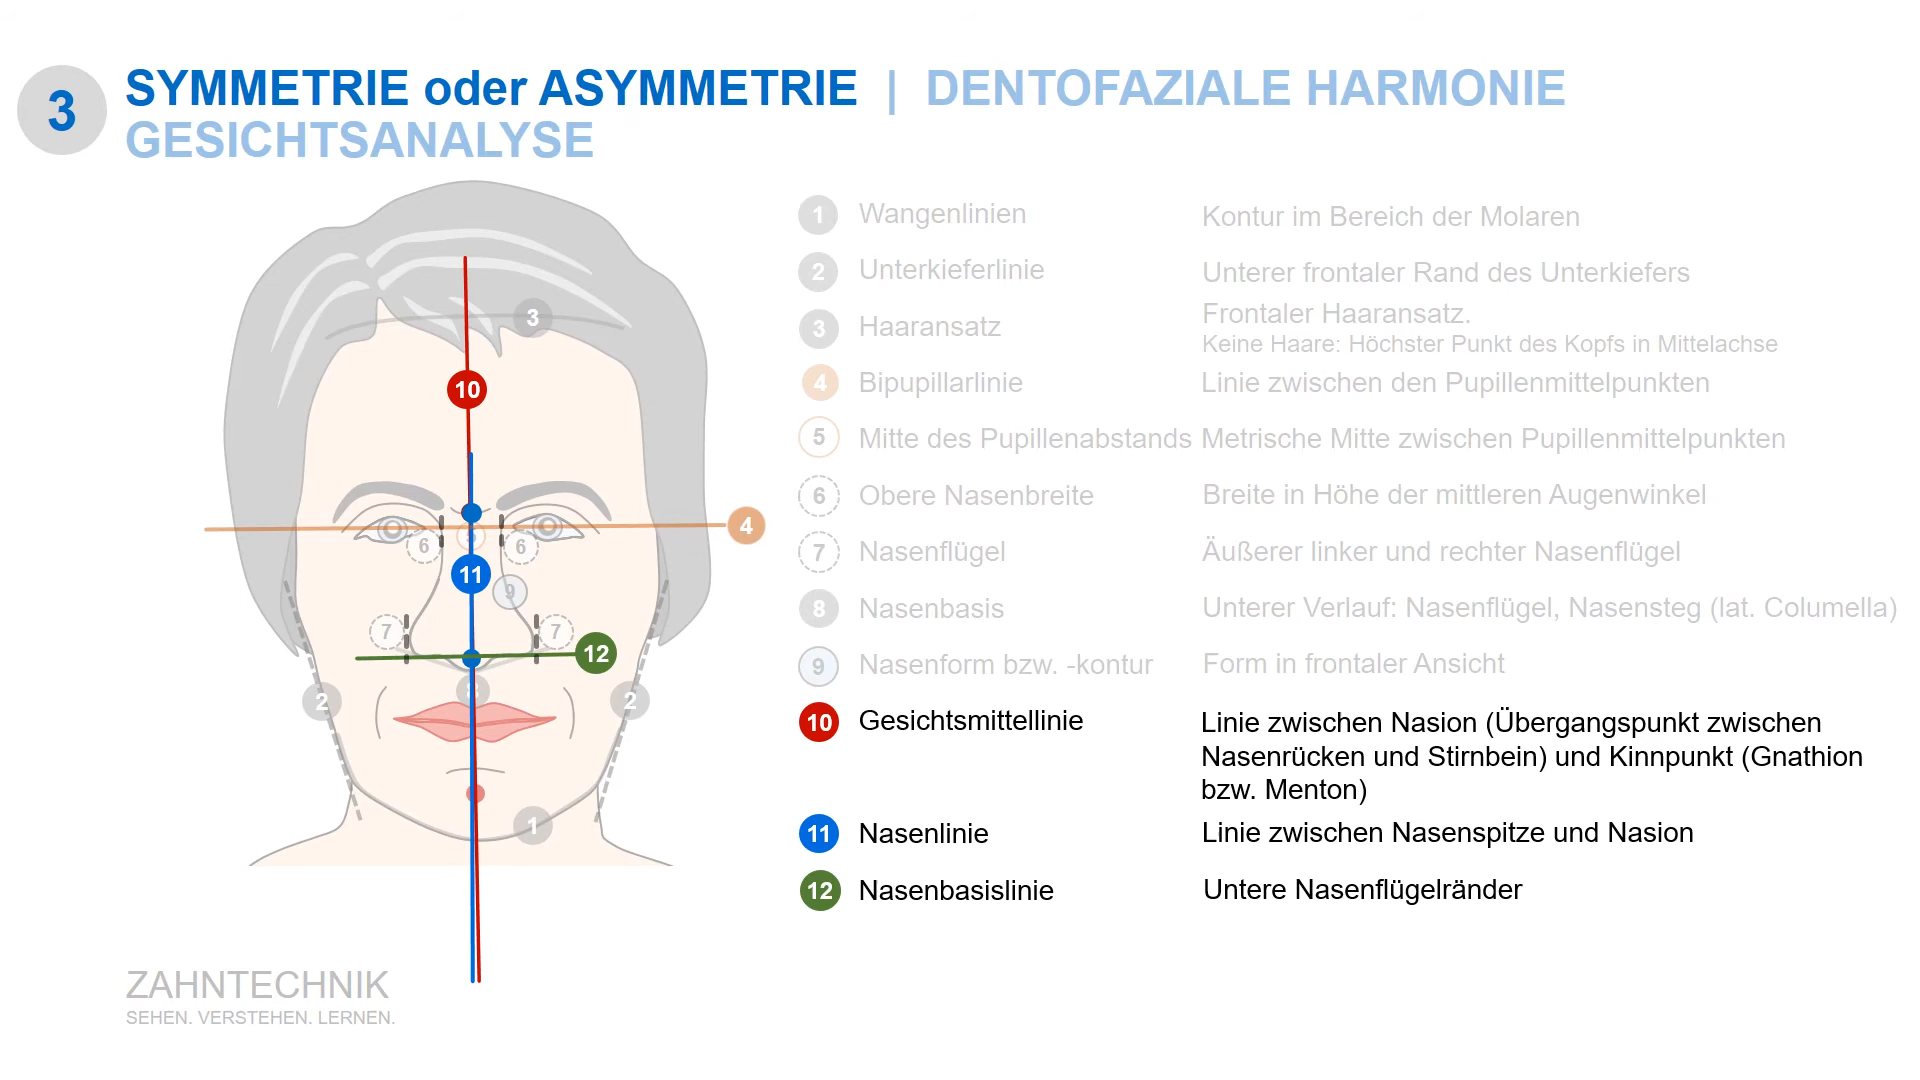 3
SYMMETRIE oder ASYMMETRIE | DENTOFAZIALE HARMONIE
GESICHTSANALYSE
1 Wangenlinien Kontur im Bereich der Molaren
2 Unterkieferlinie Unterer frontaler Rand des Unterkiefers
3 Haaransatz Frontaler Haaransatz.
Keine Haare: Höchster Punkt des Kopfs in Mittelachse
4 Bipupillarlinie Linie zwischen den Pupillenmittelpunkten
5 Mitte des Pupillenabstands Metrische Mitte zwischen Pupillenmittelpunkten
6 Obere Nasenbreite Breite in Höhe der mittleren Augenwinkel
7 Nasenflügel Äußerer linker und rechter Nasenflügel
8 Nasenbasis Unterer Verlauf: Nasenflügel, Nasensteg (lat. Columella)
9 Nasenform bzw. -kontur Form in frontaler Ansicht
10 Gesichtsmittellinie Linie zwischen Nasion (Übergangspunkt zwischen
Nasenrücken und Stirnbein) und Kinnpunkt (Gnathion
bzw. Menton)
11 Nasenlinie Linie zwischen Nasenspitze und Nasion
12 Nasenbasislinie Untere Nasenflügelränder
3
10
4
6 5 6
11
9
7 7
12
8
2 2
1
ZAHNTECHNIK
SEHEN. VERSTEHEN. LERNEN.